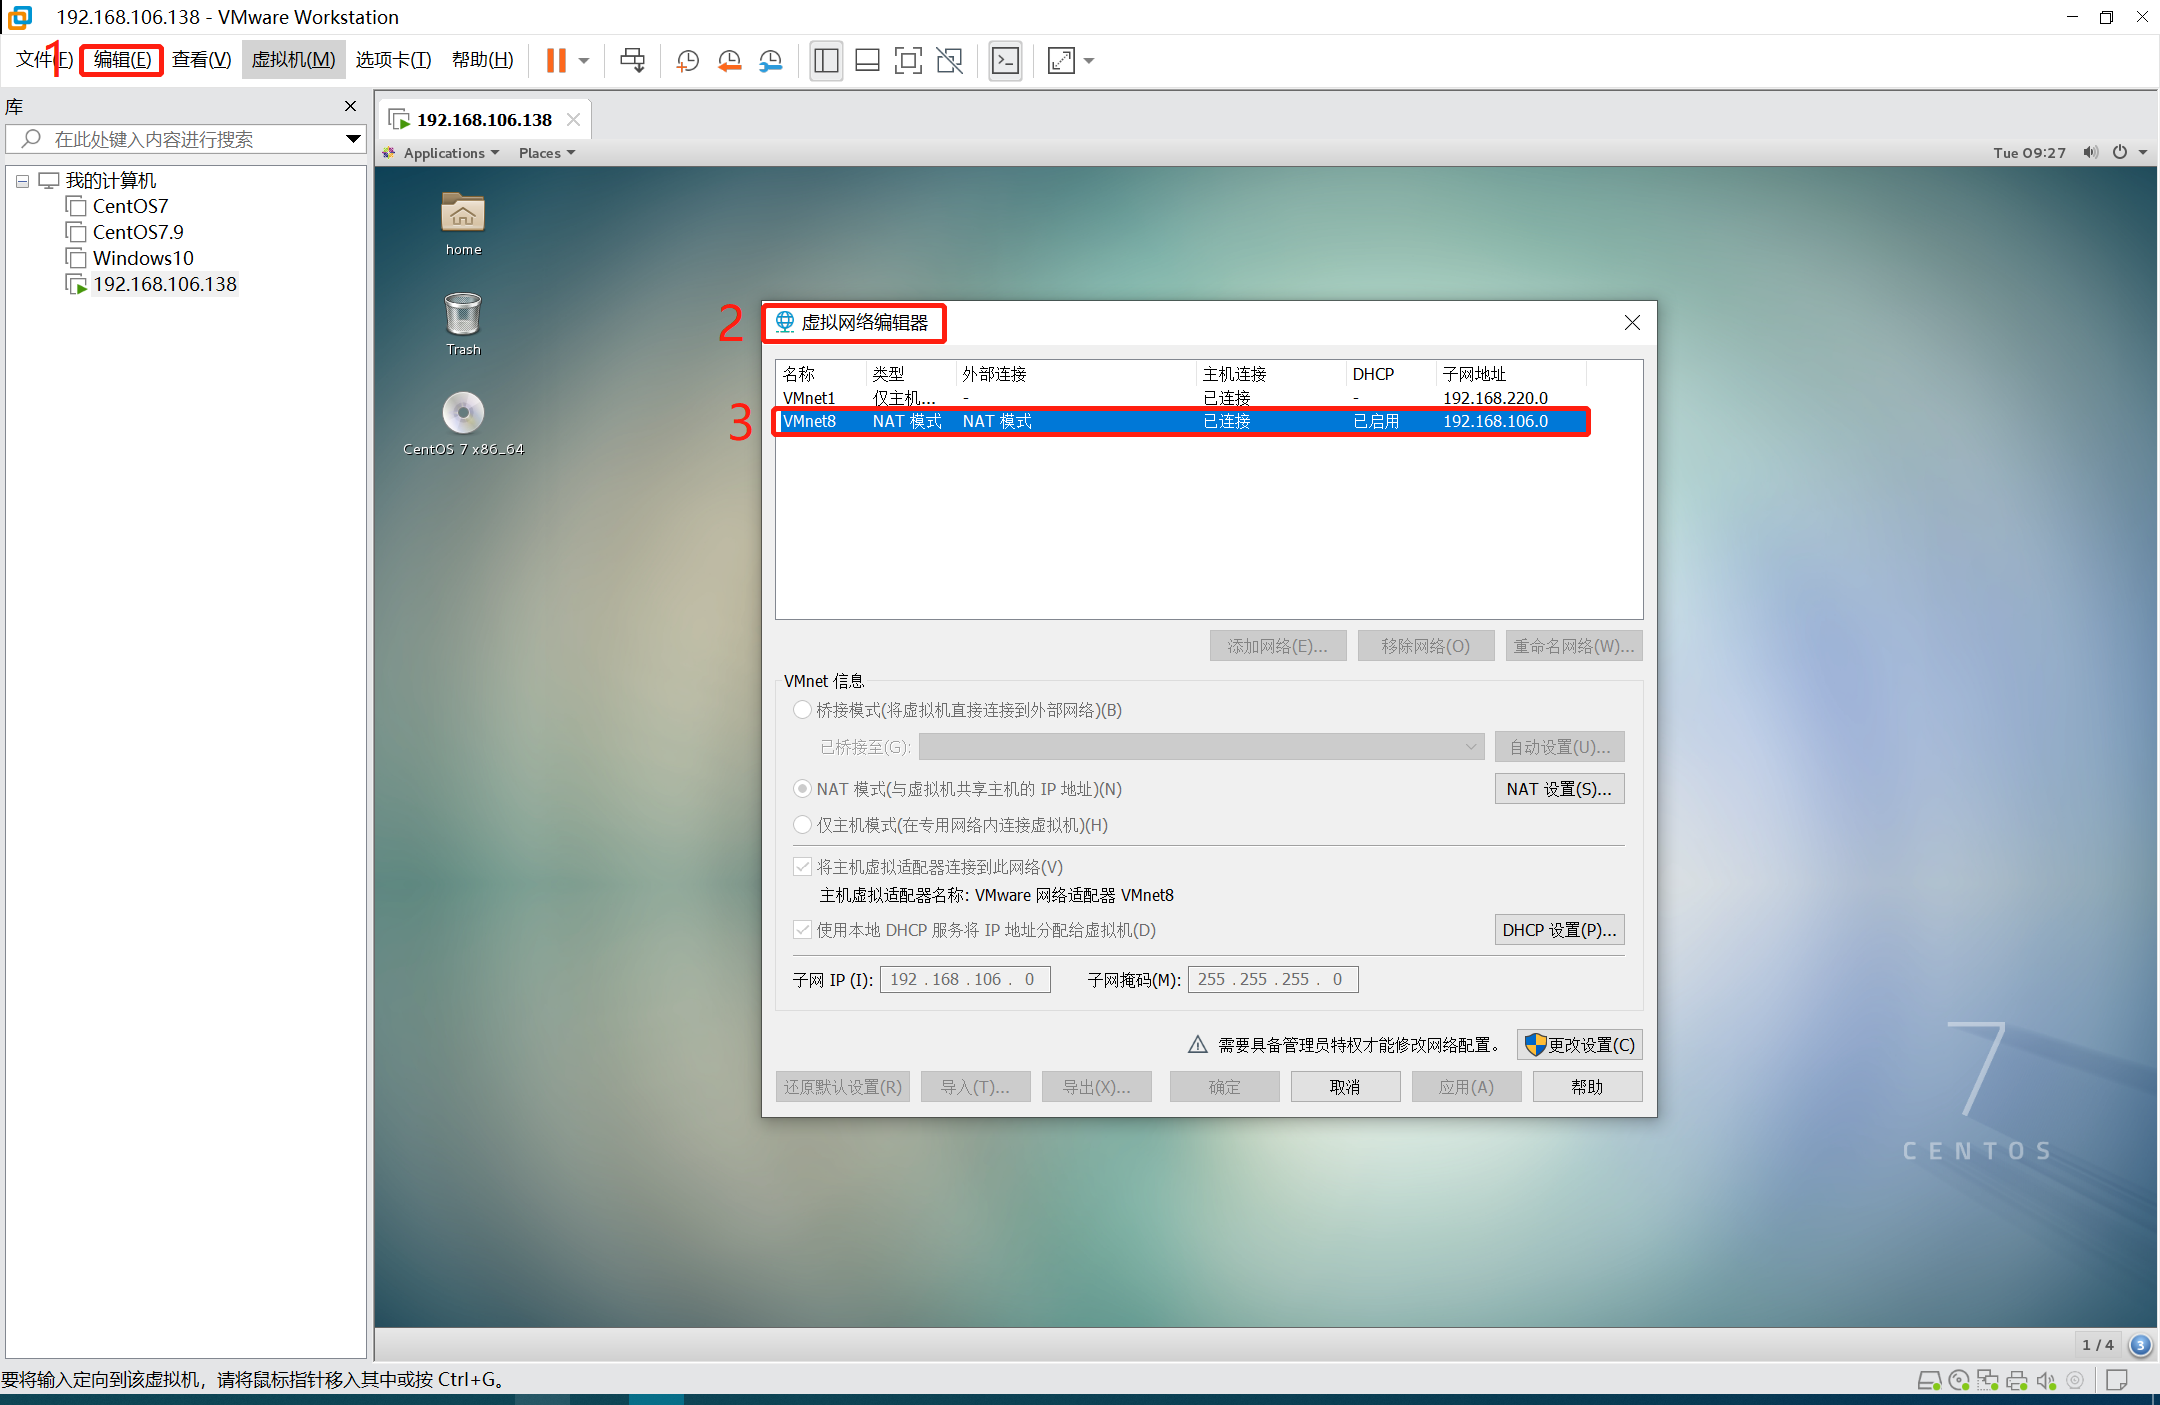 192.168.106.138 - VMware Workstation
文件(F) 编辑(E) 查看(V) 虚拟机(M) 选项卡(T) 帮助(H)
1
库
在此处键入内容进行搜索
我的计算机
CentOS7
CentOS7.9
Windows10
192.168.106.138
192.168.106.138
Applications Places Tue 09:27
home
Trash
CentOS 7 x86_64
2 虚拟网络编辑器
名称 类型 外部连接 主机连接 DHCP 子网地址
VMnet1 仅主机... - 已连接 - 192.168.220.0
3 VMnet8 NAT 模式 NAT 模式 已连接 已启用 192.168.106.0
添加网络(E)... 移除网络(O) 重命名网络(W)...
VMnet 信息
桥接模式(将虚拟机直接连接到外部网络)(B)
已桥接至(G): 自动设置(U)...
NAT 模式(与虚拟机共享主机的 IP 地址)(N) NAT 设置(S)...
仅主机模式(在专用网络内连接虚拟机)(H)
将主机虚拟适配器连接到此网络(V)
主机虚拟适配器名称: VMware 网络适配器 VMnet8
使用本地 DHCP 服务将 IP 地址分配给虚拟机(D) DHCP 设置(P)...
子网 IP (I): 192 . 168 . 106 . 0 子网掩码(M): 255 . 255 . 255 . 0
需要具备管理员特权才能修改网络配置。 更改设置(C)
还原默认设置(R) 导入(T)... 导出(X)... 确定 取消 应用(A) 帮助
7
CENTOS
1 / 4 3
要将输入定向到该虚拟机，请将鼠标指针移入其中或按 Ctrl+G。